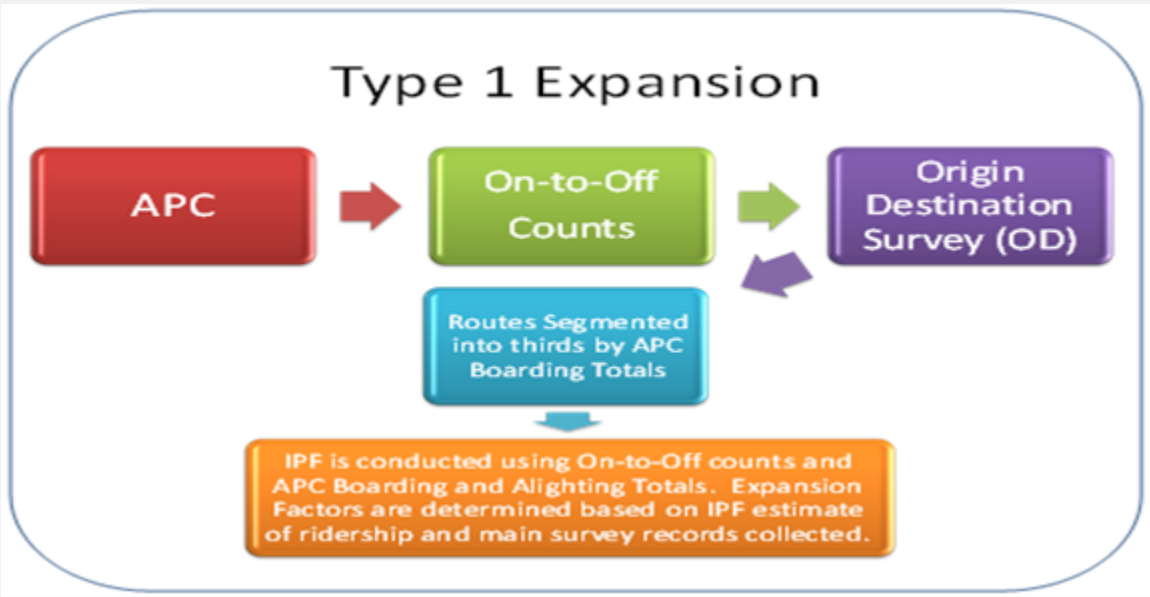 Type 1 Expansion
APC
On-to-Off
Counts
Origin
Destination
Survey (OD)
Routes Segmented
into thirds by APC
Boarding Totals
IPF is conducted using On-to-Off counts and
APC Boarding and Alighting Totals.  Expansion
Factors are determined based on IPF estimate
of ridership and main survey records collected.